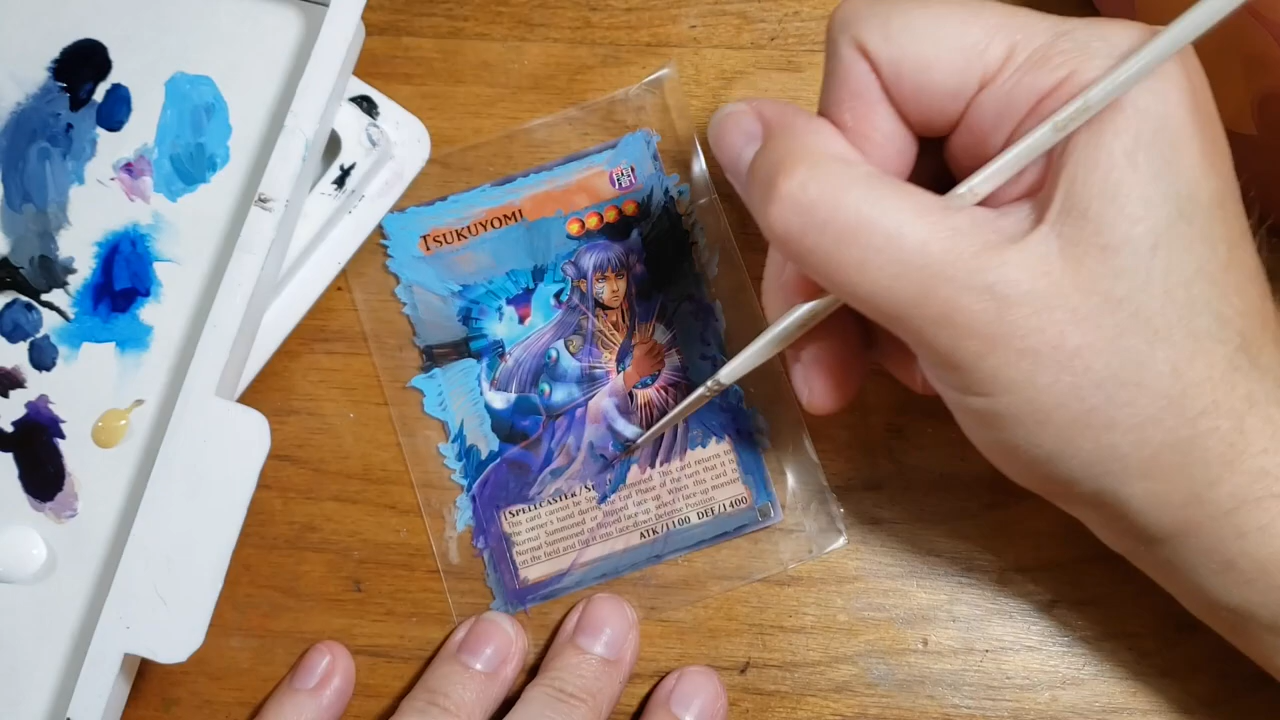 TSUKUYOMI
闇
[SPELLCASTER/SP
This card cannot be Special Summoned. This card returns to
the owner's hand during the End Phase of the turn that it is
Normal Summoned or flipped face-up. When this card is
Normal Summoned or flipped face-up, select 1 face-up monster
on the field and flip it into face-down Defense Position.
ATK/1100 DEF/1400